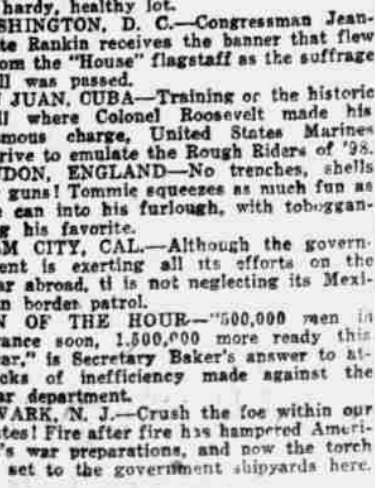 hardy, healthy lot.
SHINGTON, D. C.—Congressman Jean-
te Rankin receives the banner that flew
om the "House" flagstaff as the suffrage
ll was passed.
JUAN, CUBA—Training or the historic
ll where Colonel Roosevelt made his
mous charge, United States Marines
rive to emulate the Rough Riders of '98.
NDON, ENGLAND—No trenches, shells
guns! Tommie squeezes as much fun as
can into his furlough, with toboggan-
g his favorite.
M CITY, CAL.—Although the govern-
ent is exerting all its efforts on the
ar abroad, ti is not neglecting its Mexi-
n border patrol.
N OF THE HOUR—"500,000 men in
ance soon, 1,500,000 more ready this
ar," is Secretary Baker's answer to at-
cks of inefficiency made against the
ar department.
WARK, N. J.—Crush the foe within our
tes! Fire after fire has hampered Ameri-
's war preparations, and now the torch
set to the government shipyards here.